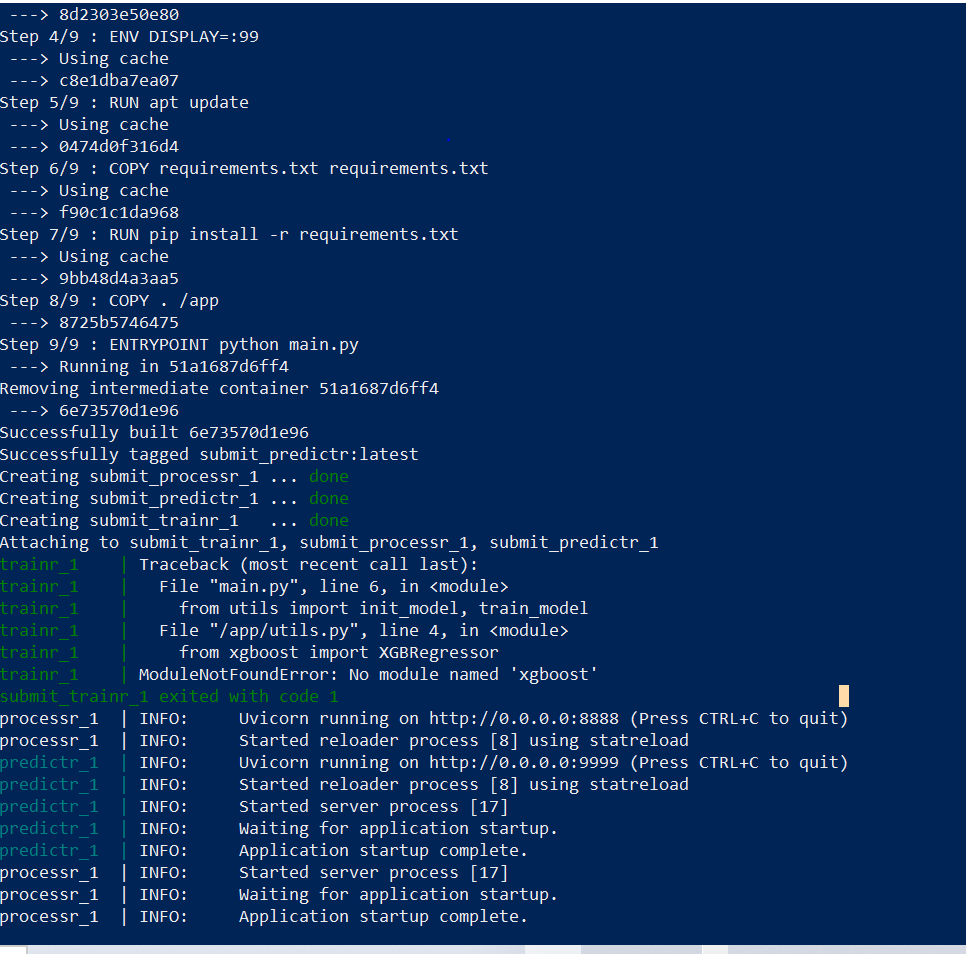 ---> 8d2303e50e80
Step 4/9 : ENV DISPLAY=:99
---> Using cache
---> c8e1dba7ea07
Step 5/9 : RUN apt update
---> Using cache
---> 0474d0f316d4
Step 6/9 : COPY requirements.txt requirements.txt
---> Using cache
---> f90c1c1da968
Step 7/9 : RUN pip install -r requirements.txt
---> Using cache
---> 9bb48d4a3aa5
Step 8/9 : COPY . /app
---> 8725b5746475
Step 9/9 : ENTRYPOINT python main.py
---> Running in 51a1687d6ff4
Removing intermediate container 51a1687d6ff4
---> 6e73570d1e96
Successfully built 6e73570d1e96
Successfully tagged submit_predictr:latest
Creating submit_processr_1 ... done
Creating submit_predictr_1 ... done
Creating submit_trainr_1   ... done
Attaching to submit_trainr_1, submit_processr_1, submit_predictr_1
trainr_1    | Traceback (most recent call last):
trainr_1    |   File "main.py", line 6, in <module>
trainr_1    |     from utils import init_model, train_model
trainr_1    |   File "/app/utils.py", line 4, in <module>
trainr_1    |     from xgboost import XGBRegressor
trainr_1    | ModuleNotFoundError: No module named 'xgboost'
submit_trainr_1 exited with code 1
processr_1  | INFO:     Uvicorn running on http://0.0.0.0:8888 (Press CTRL+C to quit)
processr_1  | INFO:     Started reloader process [8] using statreload
predictr_1  | INFO:     Uvicorn running on http://0.0.0.0:9999 (Press CTRL+C to quit)
predictr_1  | INFO:     Started reloader process [8] using statreload
predictr_1  | INFO:     Started server process [17]
predictr_1  | INFO:     Waiting for application startup.
predictr_1  | INFO:     Application startup complete.
processr_1  | INFO:     Started server process [17]
processr_1  | INFO:     Waiting for application startup.
processr_1  | INFO:     Application startup complete.